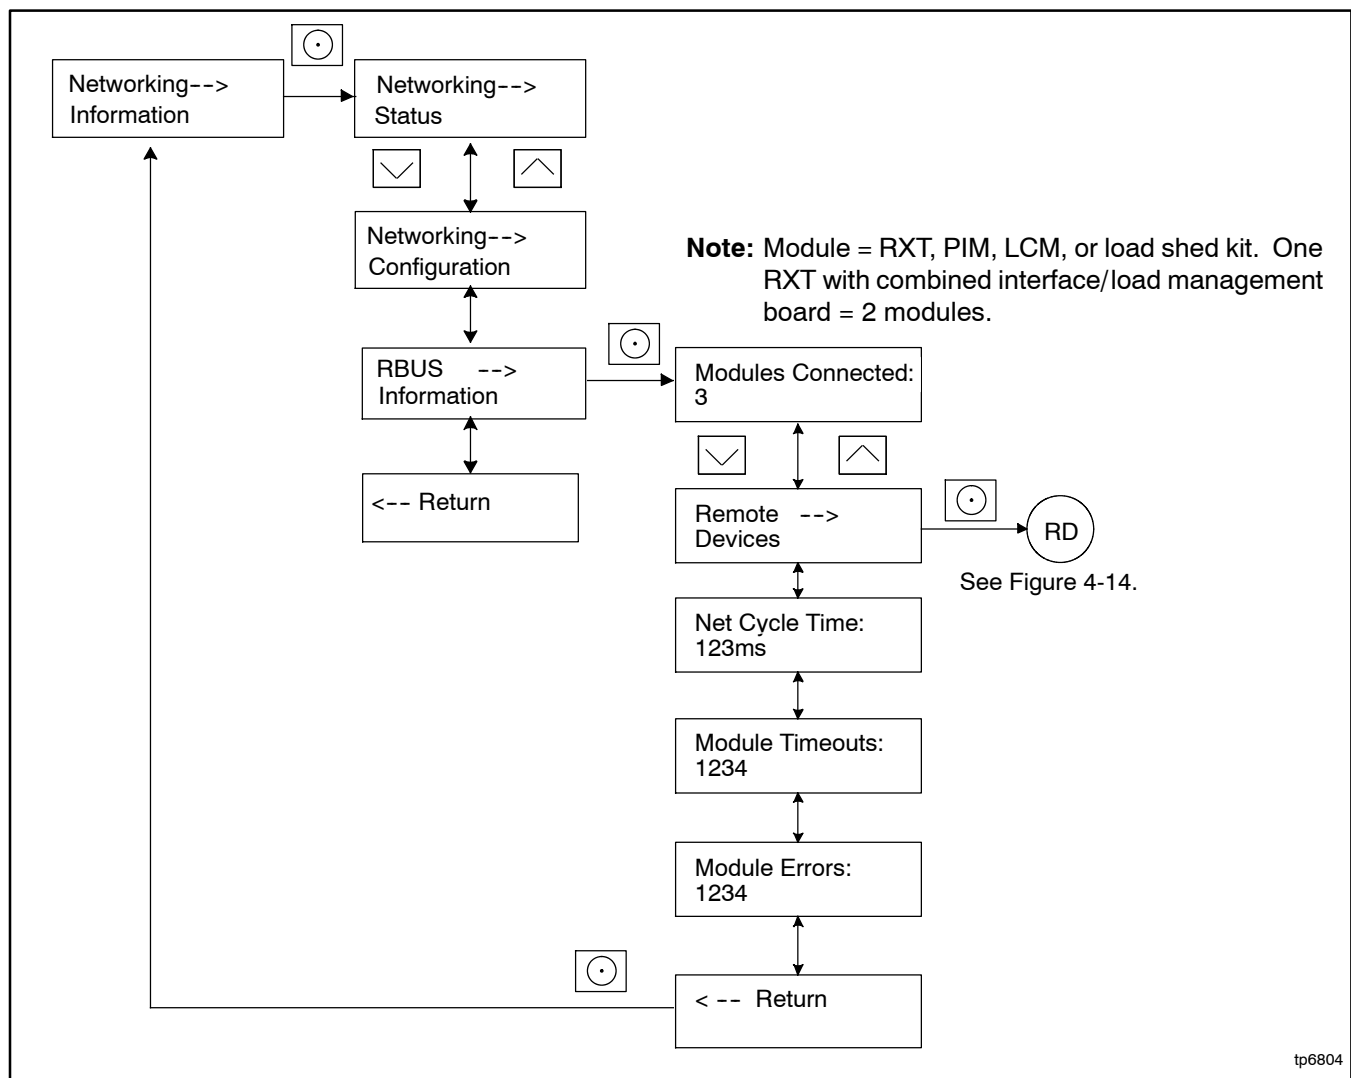 Networking-->
Information
Networking-->
Status
Networking-->
Configuration
Note: Module = RXT, PIM, LCM, or load shed kit. One
RXT with combined interface/load management
board = 2 modules.
RBUS -->
Information
Modules Connected:
3
<-- Return
Remote -->
Devices
RD
See Figure 4-14.
Net Cycle Time:
123ms
Module Timeouts:
1234
Module Errors:
1234
< -- Return
tp6804